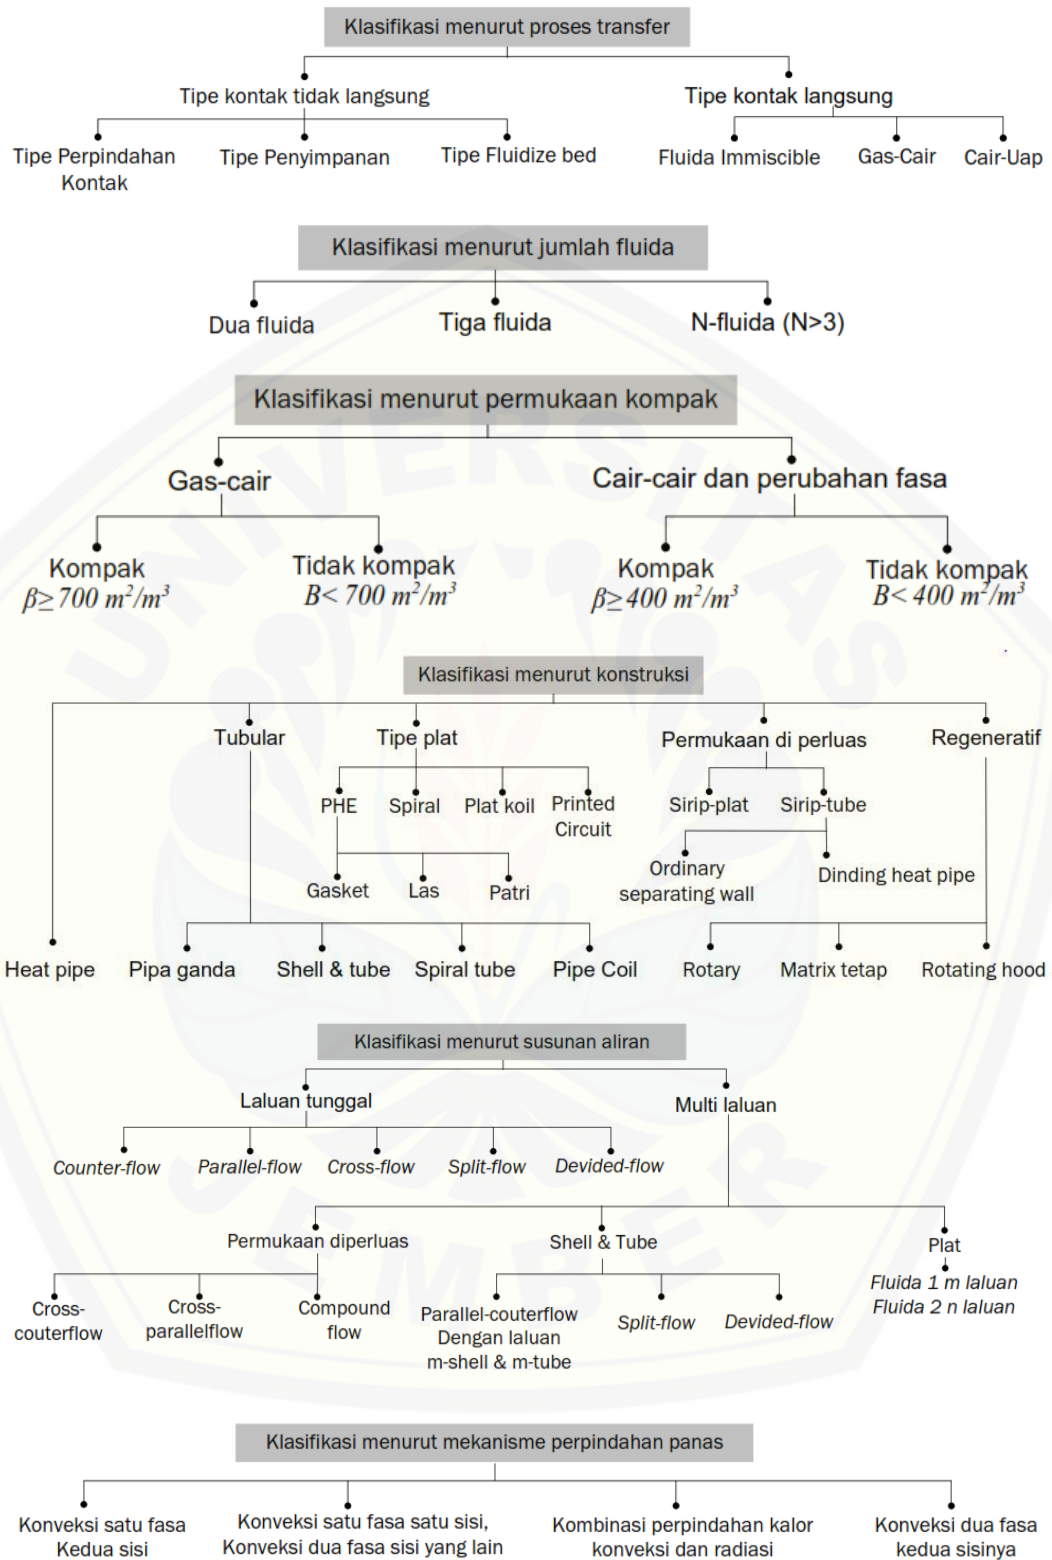 Klasifikasi menurut proses transfer
Tipe kontak tidak langsung
Tipe kontak langsung
Tipe Perpindahan
Kontak
Tipe Penyimpanan
Tipe Fluidize bed
Fluida Immiscible
Gas-Cair
Cair-Uap
Klasifikasi menurut jumlah fluida
Dua fluida
Tiga fluida
N-fluida (N>3)
Klasifikasi menurut permukaan kompak
Gas-cair
Cair-cair dan perubahan fasa
Kompak
β≥700 m²/m³
Tidak kompak
B< 700 m²/m³
Kompak
β≥400 m²/m³
Tidak kompak
B< 400 m²/m³
Klasifikasi menurut konstruksi
Tubular
Tipe plat
Permukaan di perluas
Regeneratif
PHE
Spiral
Plat koil
Printed
Circuit
Sirip-plat
Sirip-tube
Gasket
Las
Patri
Ordinary
separating wall
Dinding heat pipe
Heat pipe
Pipa ganda
Shell & tube
Spiral tube
Pipe Coil
Rotary
Matrix tetap
Rotating hood
Klasifikasi menurut susunan aliran
Laluan tunggal
Multi laluan
Counter-flow
Parallel-flow
Cross-flow
Split-flow
Devided-flow
Permukaan diperluas
Shell & Tube
Plat
Fluida 1 m laluan
Fluida 2 n laluan
Cross-
couterflow
Cross-
parallelflow
Compound
flow
Parallel-couterflow
Dengan laluan
m-shell & m-tube
Split-flow
Devided-flow
Klasifikasi menurut mekanisme perpindahan panas
Konveksi satu fasa
Kedua sisi
Konveksi satu fasa satu sisi,
Konveksi dua fasa sisi yang lain
Kombinasi perpindahan kalor
konveksi dan radiasi
Konveksi dua fasa
kedua sisinya
UNIVERSITAS
JEMBER